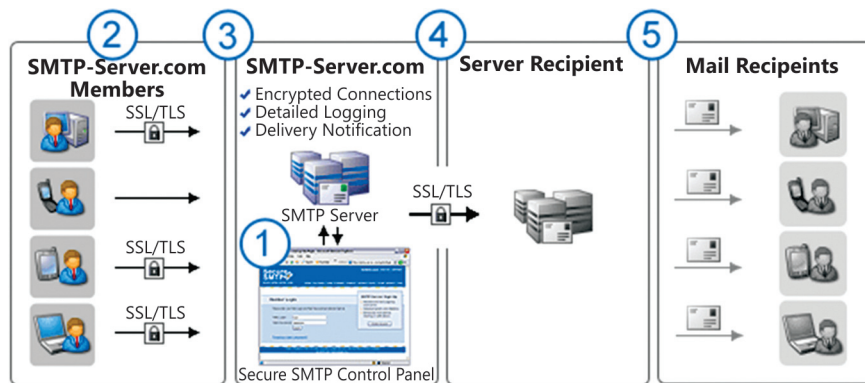 2
3
4
5
SMTP-Server.com
Members
SSL/TLS
SSL/TLS
SSL/TLS
SMTP-Server.com
Encrypted Connections
Detailed Logging
Delivery Notification
SMTP Server
1
Secure
SMTP
Member Login
Secure SMTP Control Panel
SSL/TLS
Server Recipient
Mail Recipeints